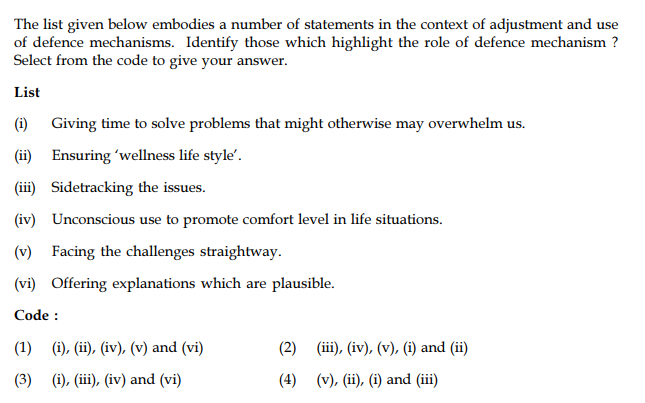 The list given below embodies a number of statements in the context of adjustment and use
of defence mechanisms. Identify those which highlight the role of defence mechanism ?
Select from the code to give your answer.
List
(i) Giving time to solve problems that might otherwise may overwhelm us.
(ii) Ensuring ‘wellness life style’.
(iii) Sidetracking the issues.
(iv) Unconscious use to promote comfort level in life situations.
(v) Facing the challenges straightway.
(vi) Offering explanations which are plausible.
Code :
(1) (i), (ii), (iv), (v) and (vi) (2) (iii), (iv), (v), (i) and (ii)
(3) (i), (iii), (iv) and (vi) (4) (v), (ii), (i) and (iii)